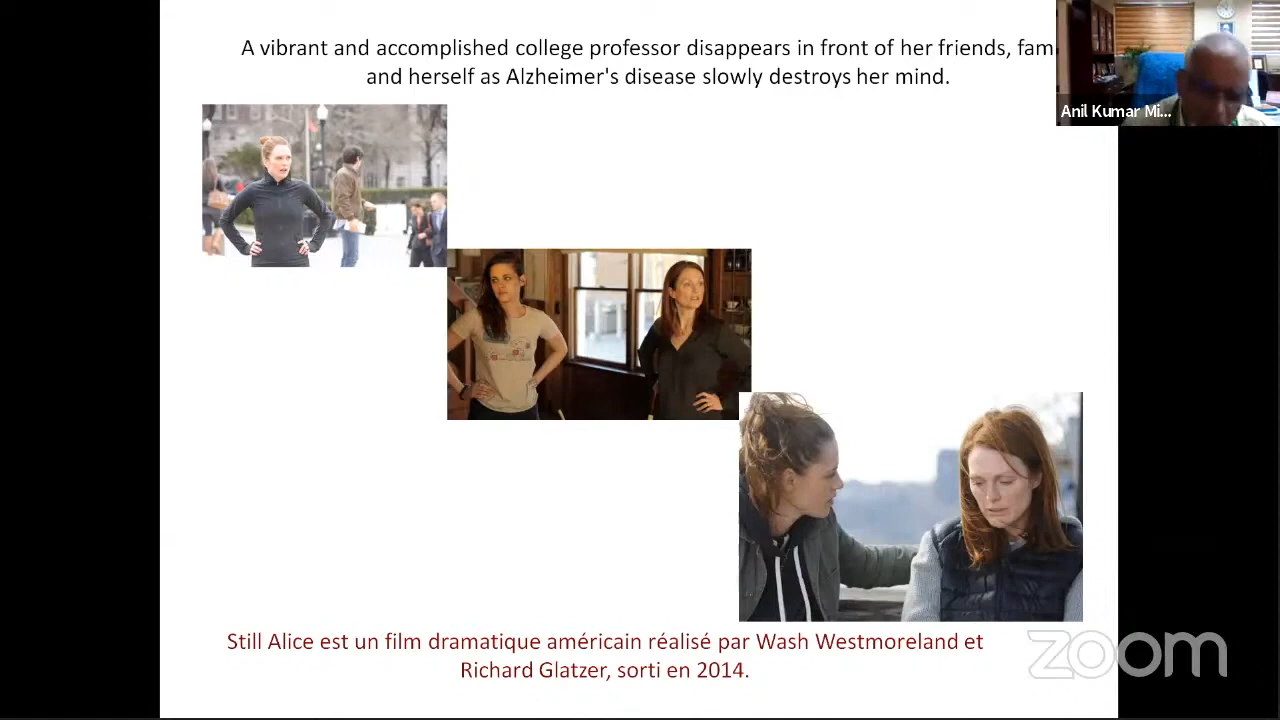 A vibrant and accomplished college professor disappears in front of her friends, fam
and herself as Alzheimer's disease slowly destroys her mind.
Anil Kumar Mi...
Still Alice est un film dramatique américain réalisé par Wash Westmoreland et
Richard Glatzer, sorti en 2014.
zoom